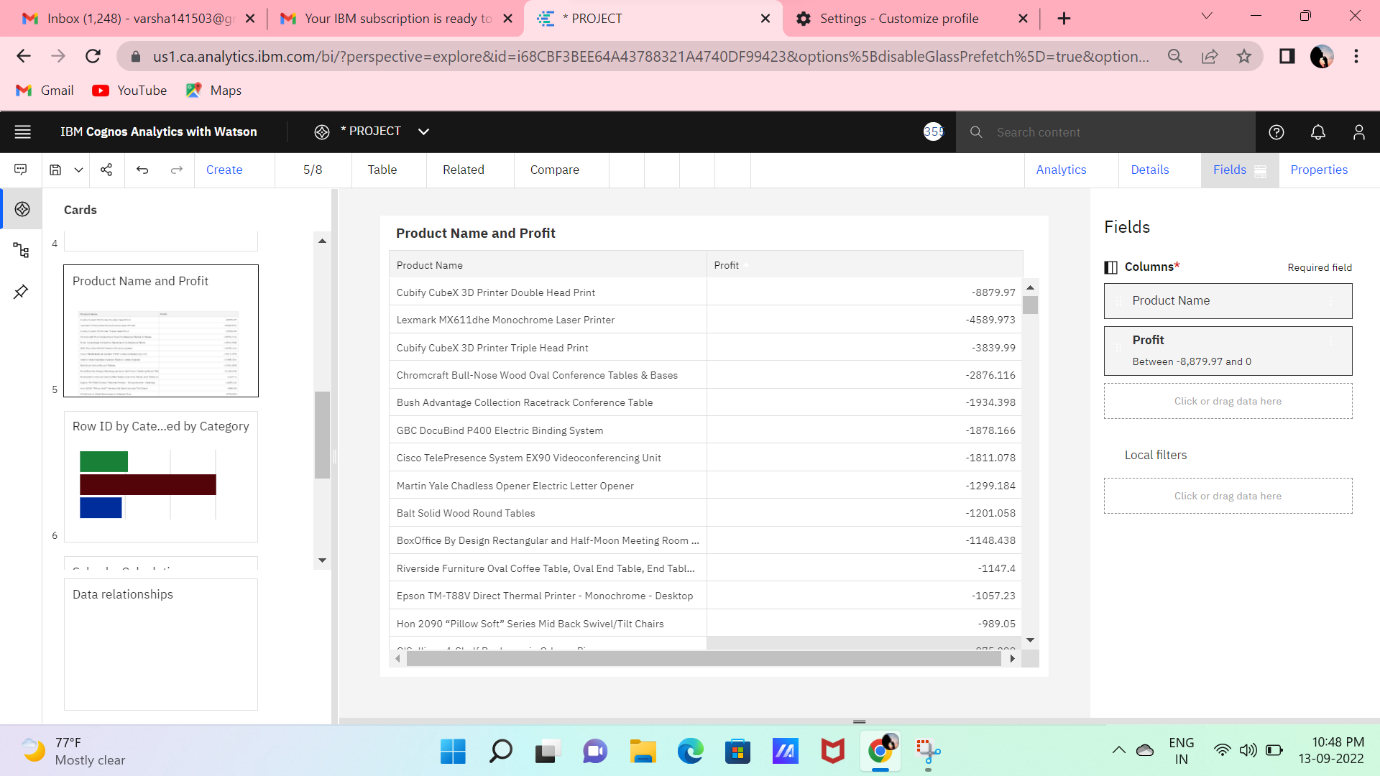 Inbox (1,248) - varsha141503@g
Your IBM subscription is ready to
* PROJECT
Settings - Customize profile
us1.ca.analytics.ibm.com/bi/?perspective=explore&id=i68CBF3BEE64A43788321A4740DF99423&options%5BdisableGlassPrefetch%5D=true&option...
Gmail
YouTube
Maps
IBM Cognos Analytics with Watson
* PROJECT
355
Search content
Create
5/8
Table
Related
Compare
Analytics
Details
Fields
Properties
Cards
4
Product Name and Profit
5
Row ID by Cate...ed by Category
6
Data relationships
Product Name and Profit
Product Name Profit
Cubify CubeX 3D Printer Double Head Print -8879.97
Lexmark MX611dhe Monochrome Laser Printer -4589.973
Cubify CubeX 3D Printer Triple Head Print -3839.99
Chromcraft Bull-Nose Wood Oval Conference Tables & Bases -2876.116
Bush Advantage Collection Racetrack Conference Table -1934.398
GBC DocuBind P400 Electric Binding System -1878.166
Cisco TelePresence System EX90 Videoconferencing Unit -1811.078
Martin Yale Chadless Opener Electric Letter Opener -1299.184
Balt Solid Wood Round Tables -1201.058
BoxOffice By Design Rectangular and Half-Moon Meeting Room ... -1148.438
Riverside Furniture Oval Coffee Table, Oval End Table, End Tabl... -1147.4
Epson TM-T88V Direct Thermal Printer - Monochrome - Desktop -1057.23
Hon 2090 “Pillow Soft” Series Mid Back Swivel/Tilt Chairs -989.05
Fields
Columns* Required field
Product Name
Profit
Between -8,879.97 and 0
Click or drag data here
Local filters
Click or drag data here
77°F
Mostly clear
ENG
IN
10:48 PM
13-09-2022